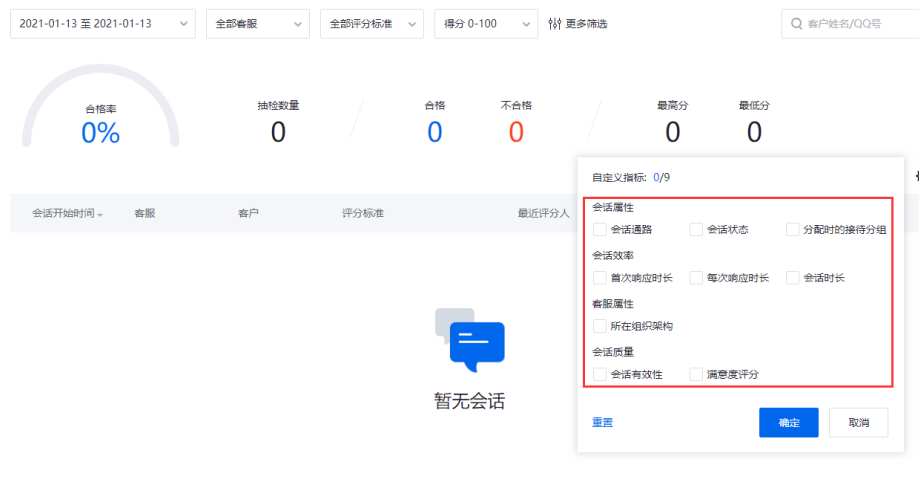 2021-01-13 至 2021-01-13 全部客服 全部评分标准 得分 0-100 更多筛选 客户姓名/QQ号
合格率 抽检数量 合格 不合格 最高分 最低分
0% 0 0 0 0 0
自定义指标: 0/9
会话开始时间 客服 客户 评分标准 最近评分人
会话属性
会话通路 会话状态 分配时的接待分组
会话效率
首次响应时长 每次响应时长 会话时长
客服属性
所在组织架构
会话质量
会话有效性 满意度评分
暂无会话
重置 确定 取消